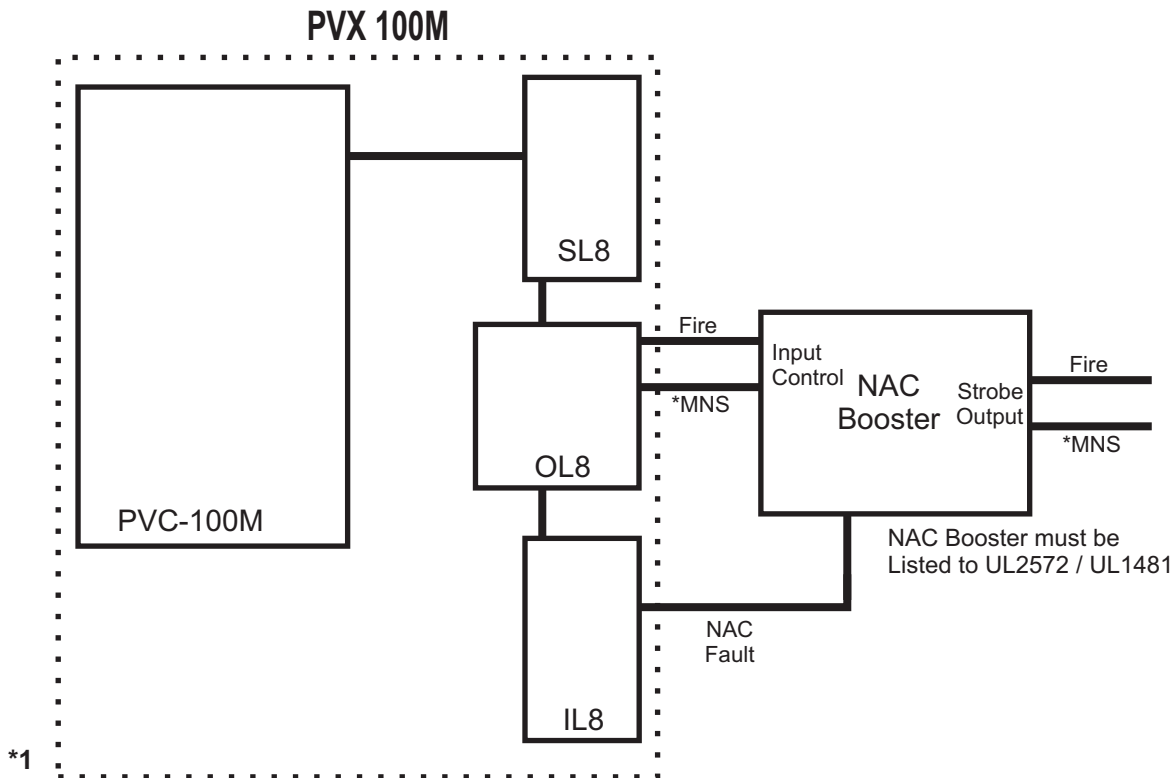 PVX 100M
SL8
Fire
*MNS
Input
Control
NAC
Booster
Strobe
Output
Fire
*MNS
OL8
PVC-100M
NAC Booster must be
Listed to UL2572 / UL1481
NAC
Fault
IL8
*1